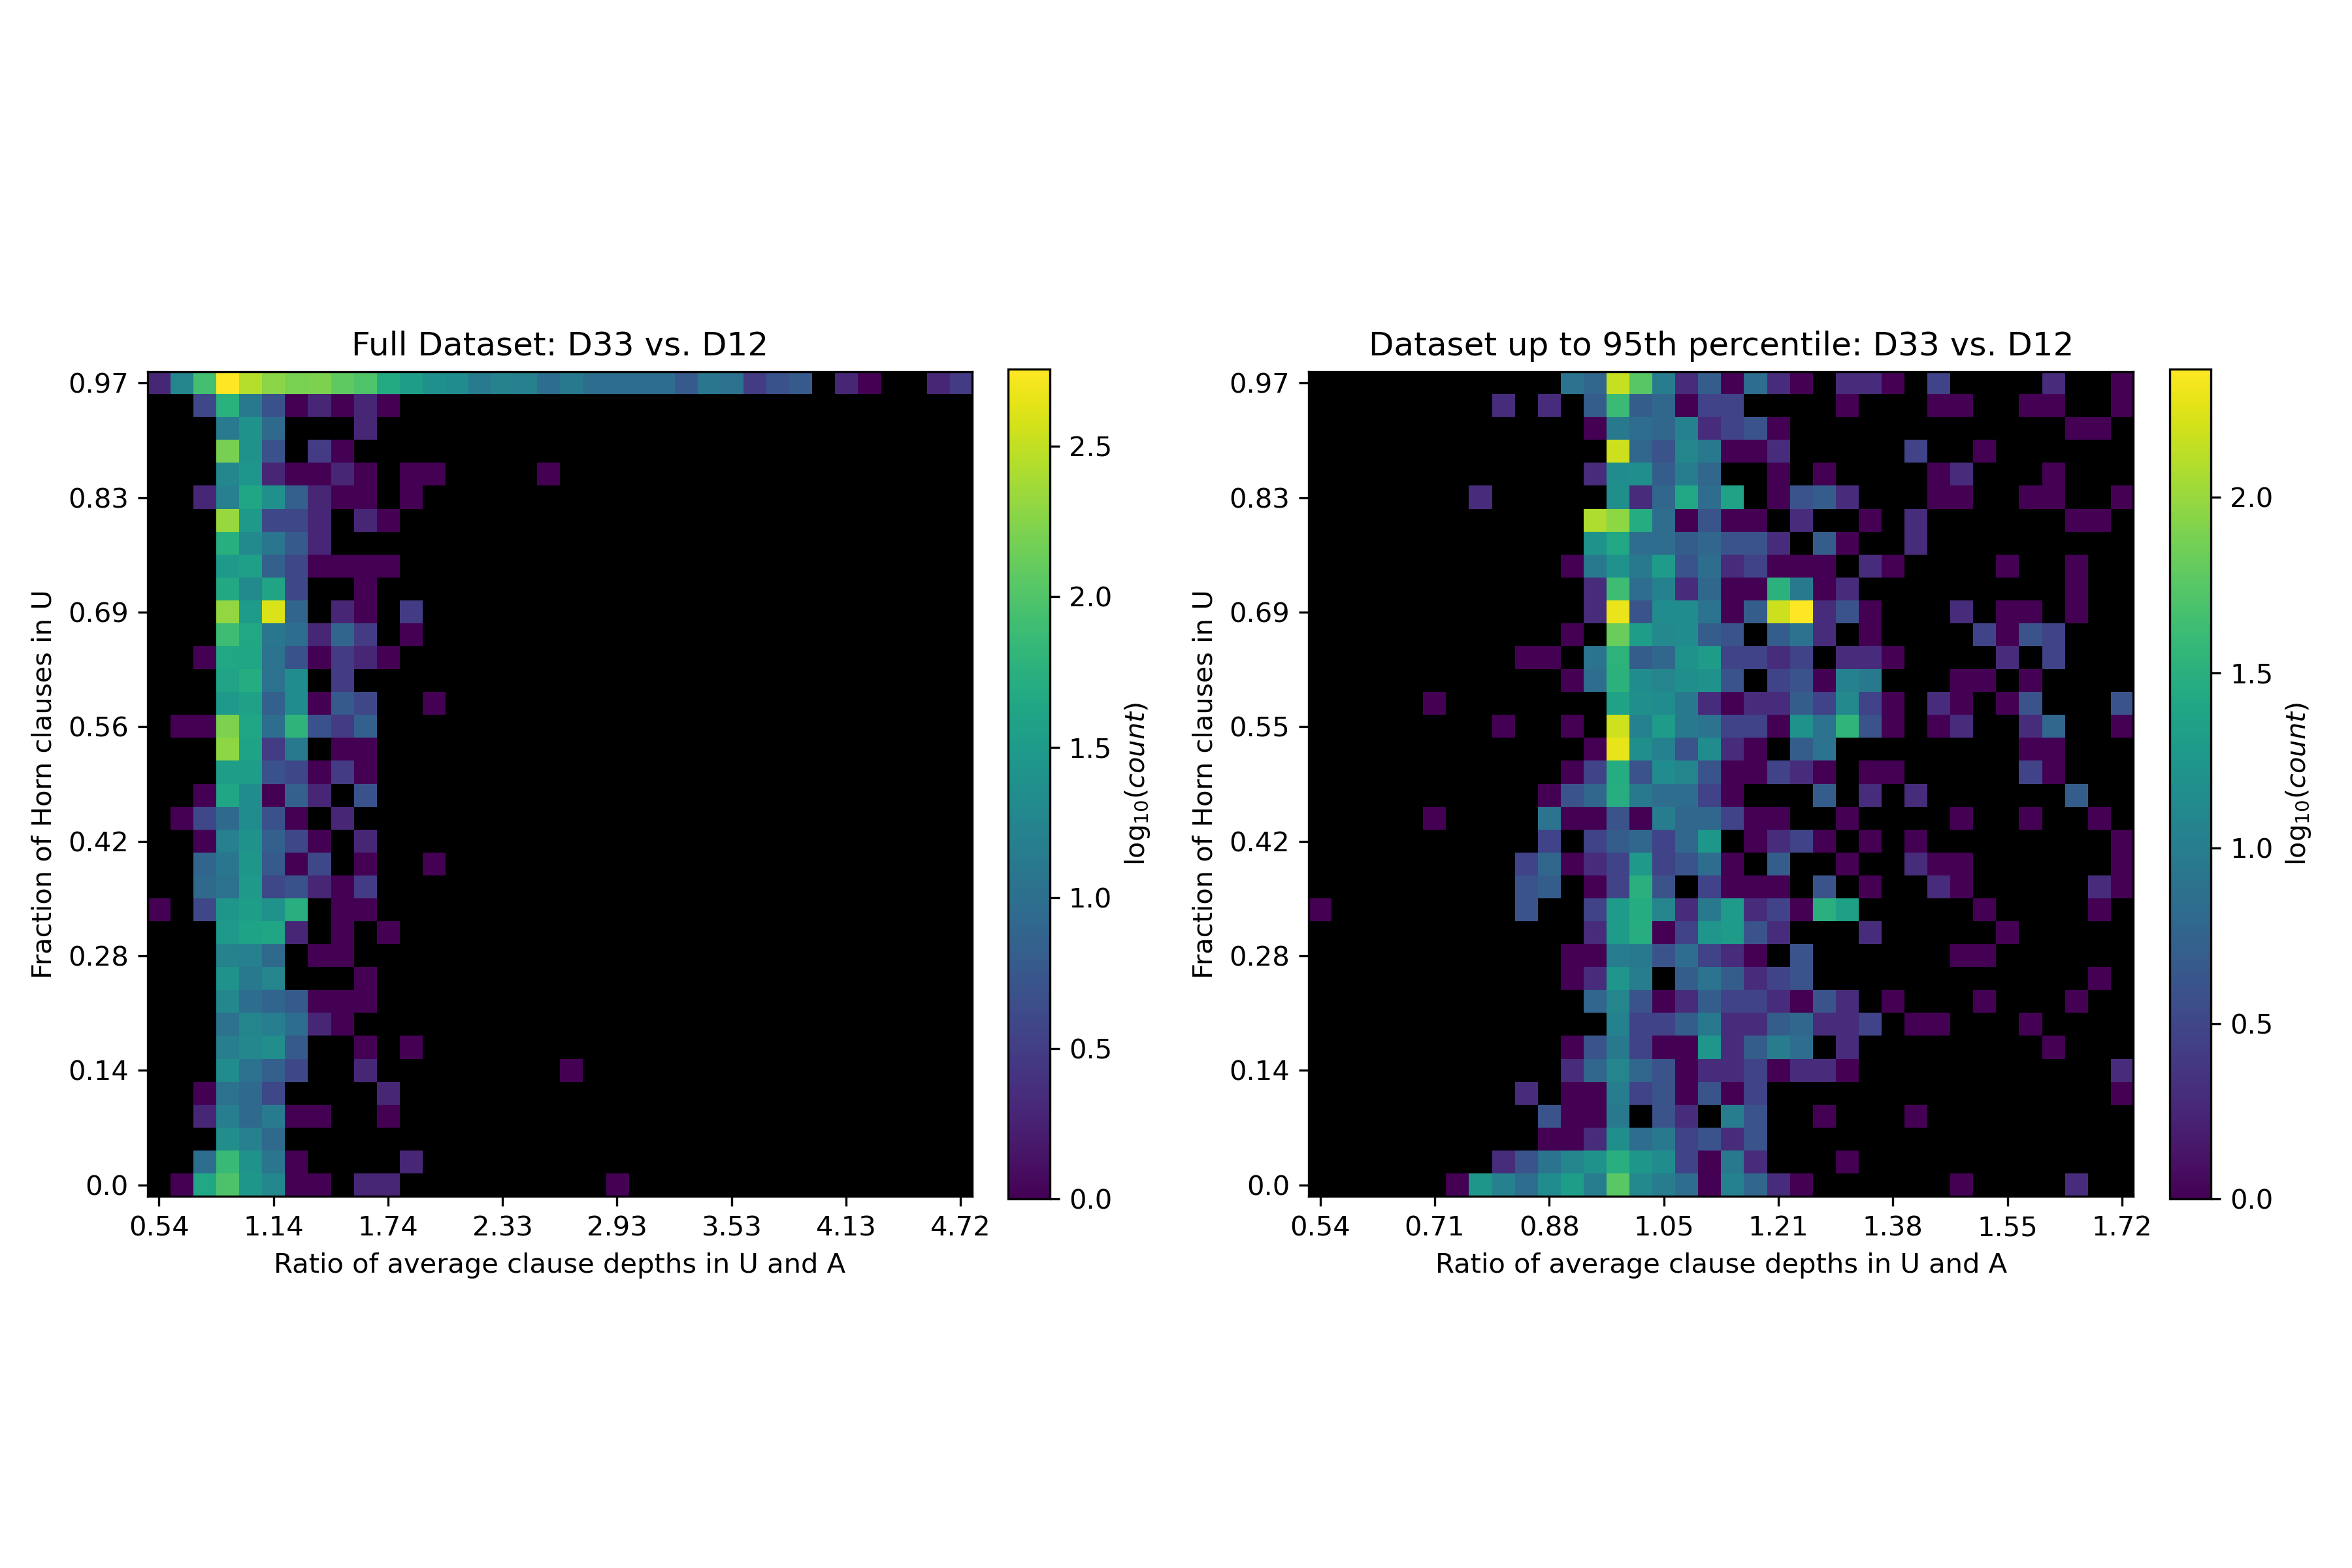 Full Dataset: D33 vs. D12
0.97
0.83
0.69
0.56
0.42
0.28
0.14
0.0
Fraction of Horn clauses in U
0.54 1.14 1.74 2.33 2.93 3.53 4.13 4.72
Ratio of average clause depths in U and A
2.5
2.0
1.5
1.0
0.5
0.0
log₁₀(count)
Dataset up to 95th percentile: D33 vs. D12
0.97
0.83
0.69
0.55
0.42
0.28
0.14
0.0
Fraction of Horn clauses in U
0.54 0.71 0.88 1.05 1.21 1.38 1.55 1.72
Ratio of average clause depths in U and A
2.0
1.5
1.0
0.5
0.0
log₁₀(count)